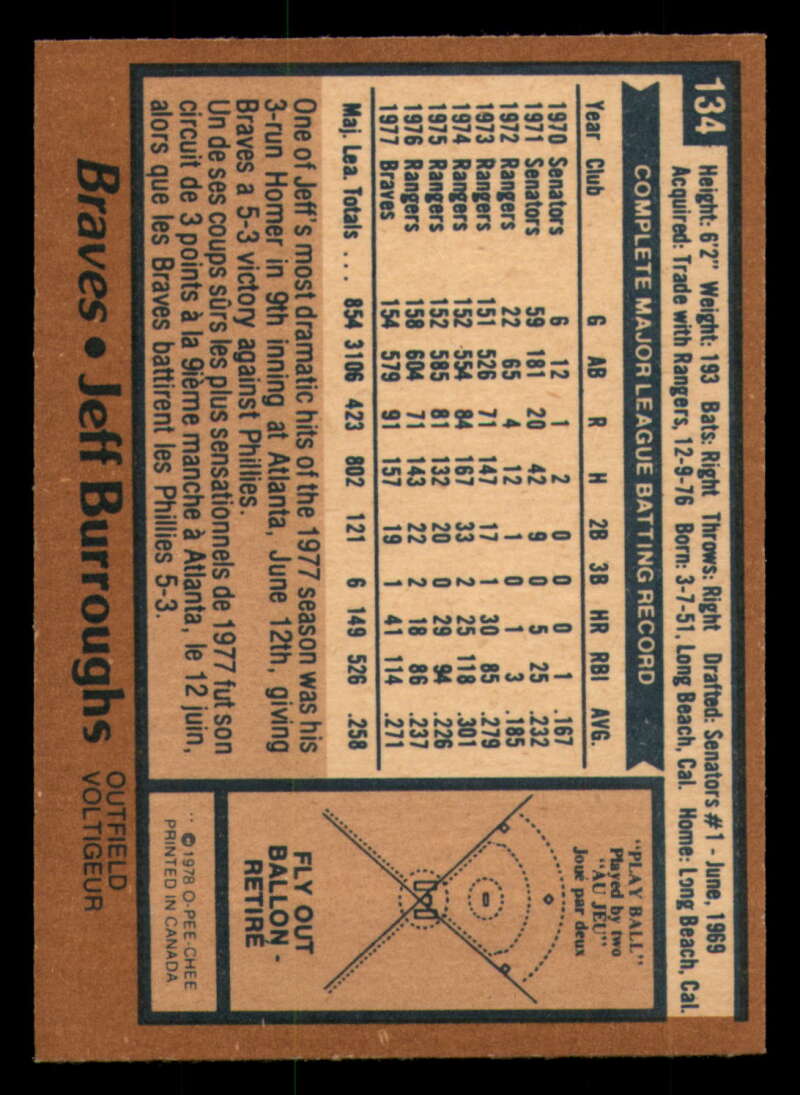 134
Height: 6'2" Weight: 193 Bats: Right Throws: Right Drafted: Senators #1 - June, 1969
Acquired: Trade with Rangers, 12-9-76 Born: 3-7-51, Long Beach, Cal. Home: Long Beach, Cal.
COMPLETE MAJOR LEAGUE BATTING RECORD
Year Club G AB R H 2B 3B HR RBI AVG.
1970 Senators 6 12 1 2 0 0 0 1 .167
1971 Senators 59 181 20 42 9 0 5 25 .232
1972 Rangers 22 65 4 12 1 0 1 3 .185
1973 Rangers 151 526 71 147 17 1 30 85 .279
1974 Rangers 152 554 84 167 33 2 25 118 .301
1975 Rangers 152 585 81 132 20 0 29 94 .226
1976 Rangers 158 604 71 143 22 2 18 86 .237
1977 Braves 154 579 91 157 19 1 41 114 .271
Maj. Lea. Totals ... 854 3106 423 802 121 6 149 526 .258
One of Jeff's most dramatic hits of the 1977 season was his
3-run Homer in 9th inning at Atlanta, June 12th, giving
Braves a 5-3 victory against Phillies.
Un de ses coups sûrs les plus sensationnels de 1977 fut son
circuit de 3 points à la 9ième manche à Atlanta, le 12 juin,
alors que les Braves battirent les Phillies 5-3.
"PLAY BALL"
Played by two
"AU JEU"
Joué par deux
FLY OUT
BALLON -
RETIRÉ
** © 1978 O-PEE-CHEE
PRINTED IN CANADA
Braves • Jeff Burroughs
OUTFIELD
VOLTIGEUR